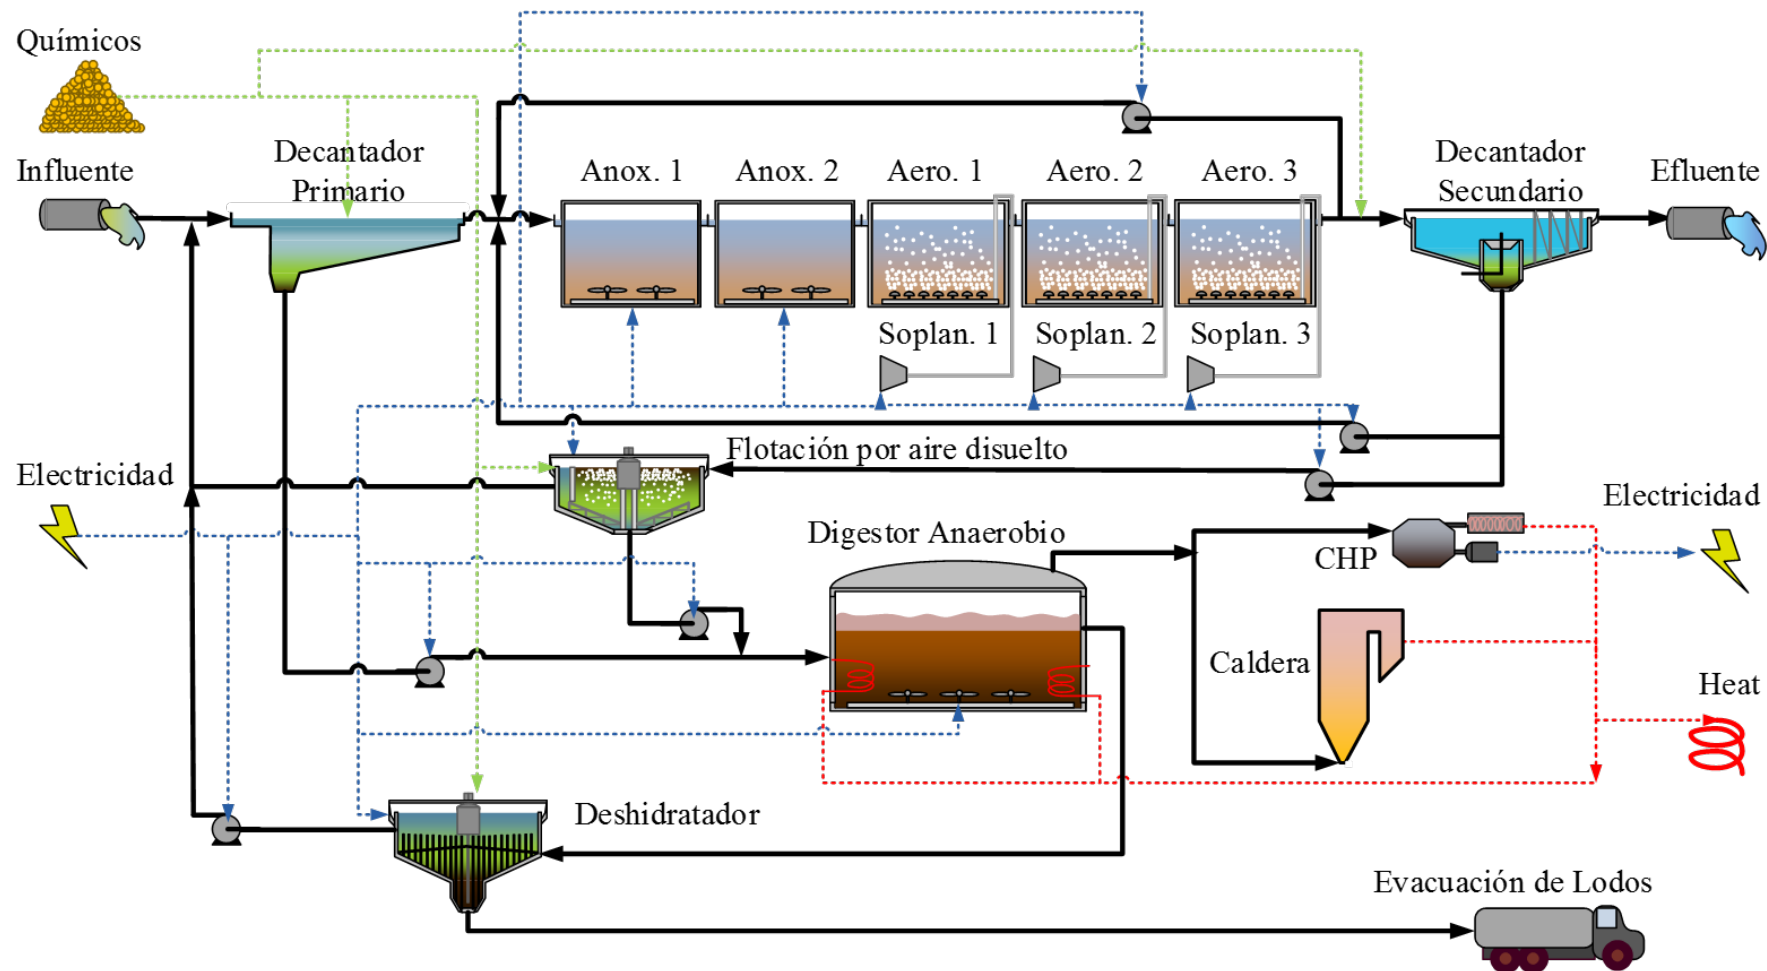 Químicos
Influente
Decantador
Primario
Anox. 1
Anox. 2
Aero. 1
Aero. 2
Aero. 3
Decantador
Secundario
Efluente
Soplan. 1
Soplan. 2
Soplan. 3
Flotación por aire disuelto
Electricidad
Digestor Anaerobio
CHP
Electricidad
Caldera
Heat
Deshidratador
Evacuación de Lodos